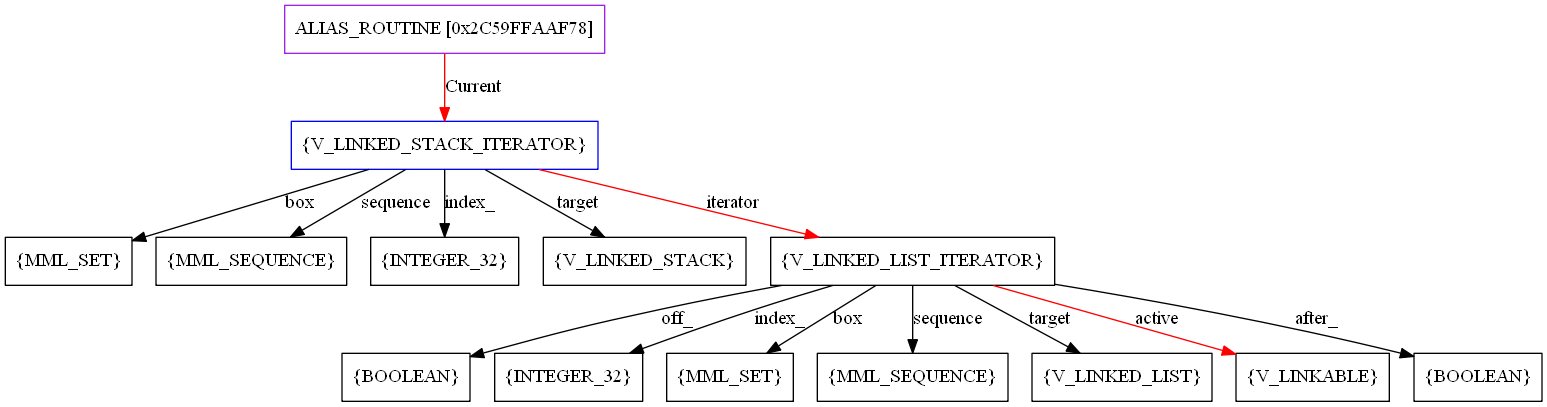 ALIAS_ROUTINE [0x2C59FFAAF78]
Current
{V_LINKED_STACK_ITERATOR}
box
sequence
index_
target
iterator
{MML_SET}
{MML_SEQUENCE}
{INTEGER_32}
{V_LINKED_STACK}
{V_LINKED_LIST_ITERATOR}
off_
index_
box
sequence
target
active
after_
{BOOLEAN}
{INTEGER_32}
{MML_SET}
{MML_SEQUENCE}
{V_LINKED_LIST}
{V_LINKABLE}
{BOOLEAN}